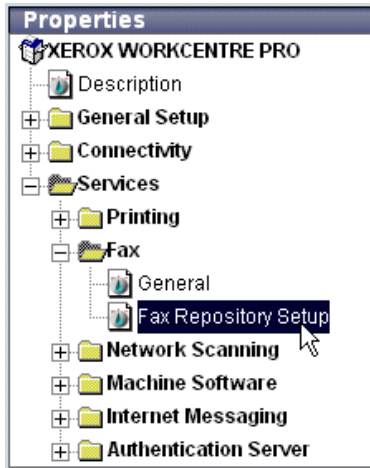 Properties
XEROX WORKCENTRE PRO
Description
General Setup
Connectivity
Services
Printing
Fax
General
Fax Repository Setup
Network Scanning
Machine Software
Internet Messaging
Authentication Server